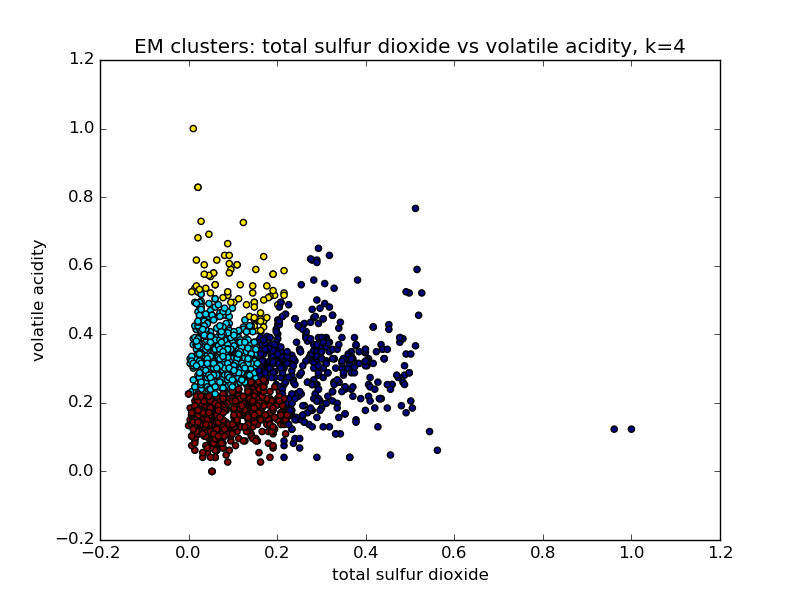 EM clusters: total sulfur dioxide vs volatile acidity, k=4
1.2
1.0
0.8
0.6
0.4
0.2
0.0
−0.2
volatile acidity
−0.2 0.0 0.2 0.4 0.6 0.8 1.0 1.2
total sulfur dioxide